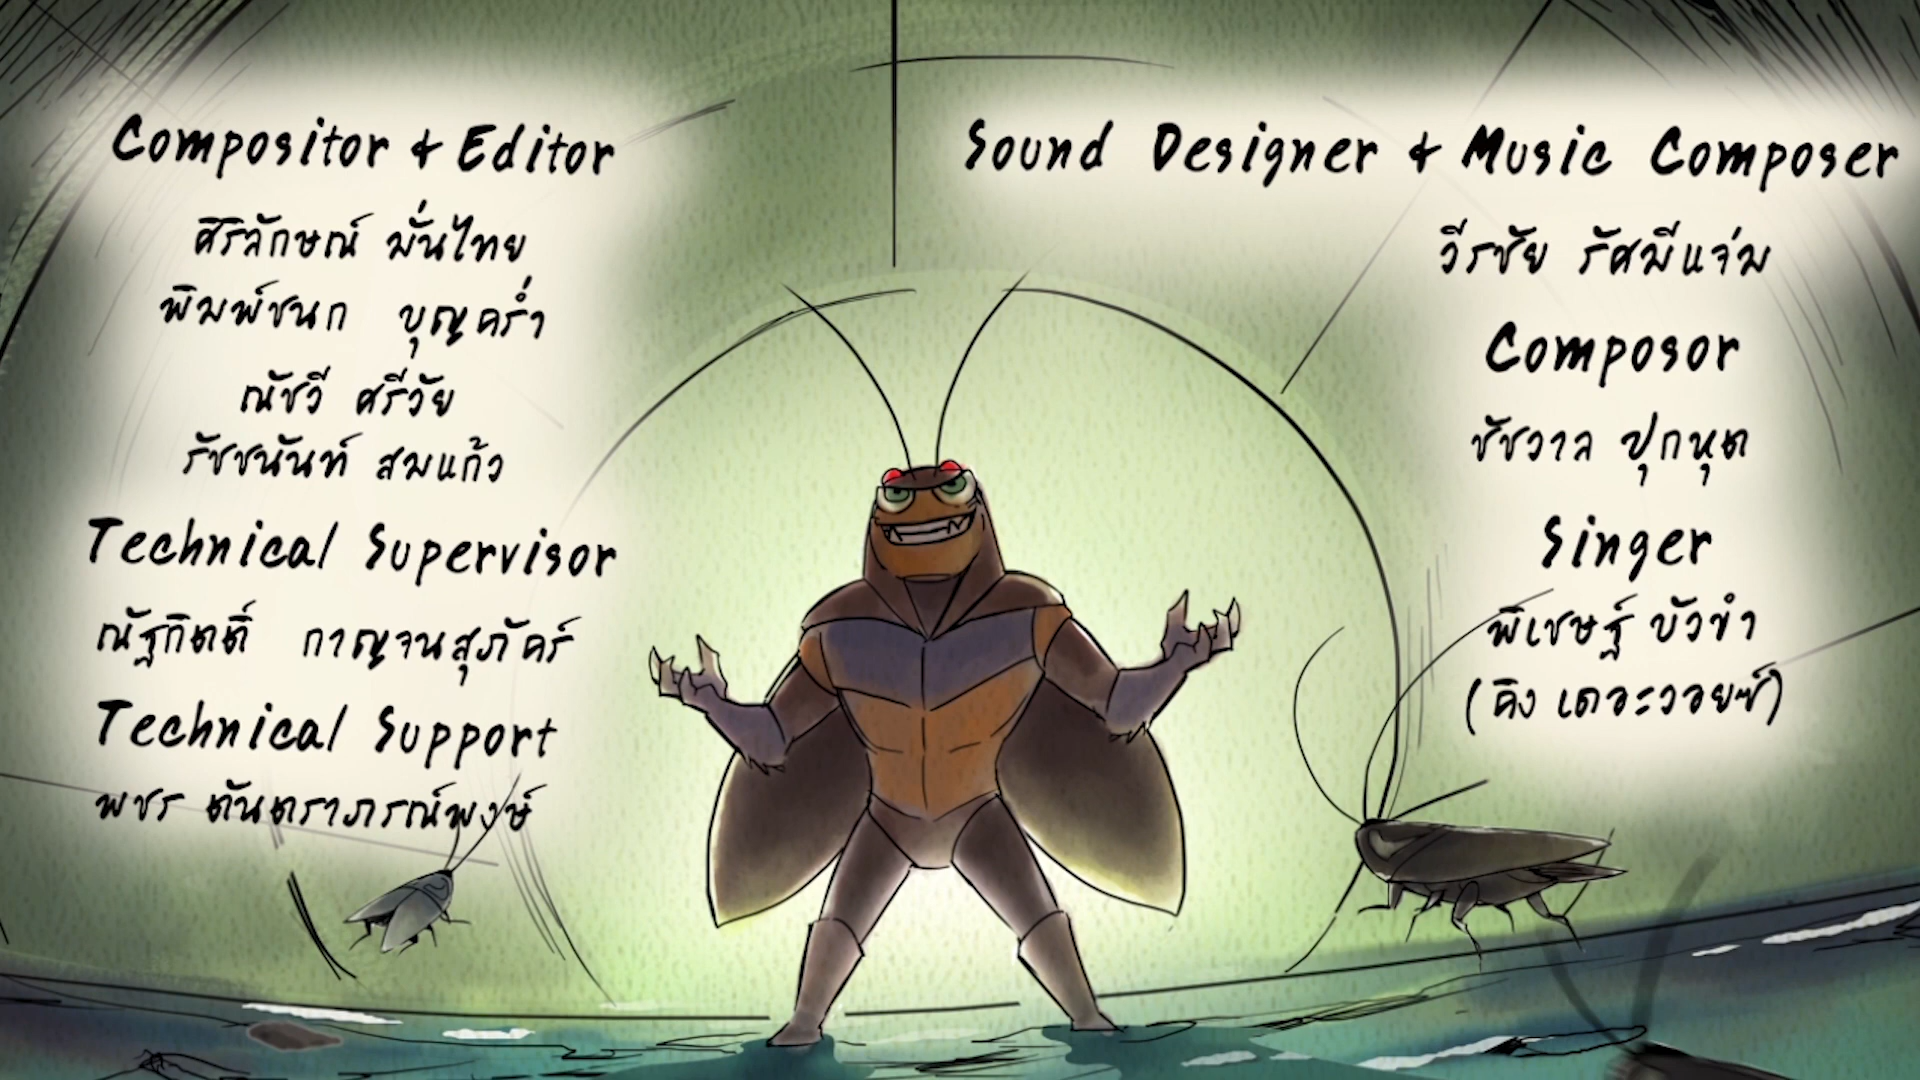 Compositor & Editor
ศิริลักษณ์ มั่นไทย
พิมพ์ชนก บุญคร่ำ
ณัชวี ศรีวัย
รัชชนันท์ สมแก้ว
Technical Supervisor
ณัฐกิตติ์ กาญจนสุภัคร์
Technical Support
พชร ตันตราภรณ์พงษ์
Sound Designer & Music Composer
วีรชัย รัศมีแจ่ม
Composor
ชัชวาล ปุกหุต
Singer
พิเชษฐ์ บัวขำ
(คิง เดอะวอยซ์)